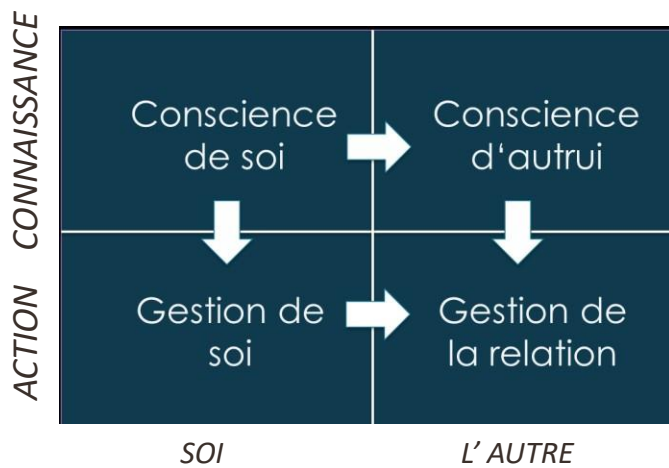 CONNAISSANCE
Conscience
de soi
Conscience
d‘autrui
ACTION
Gestion de
soi
Gestion de
la relation
SOI
L’ AUTRE